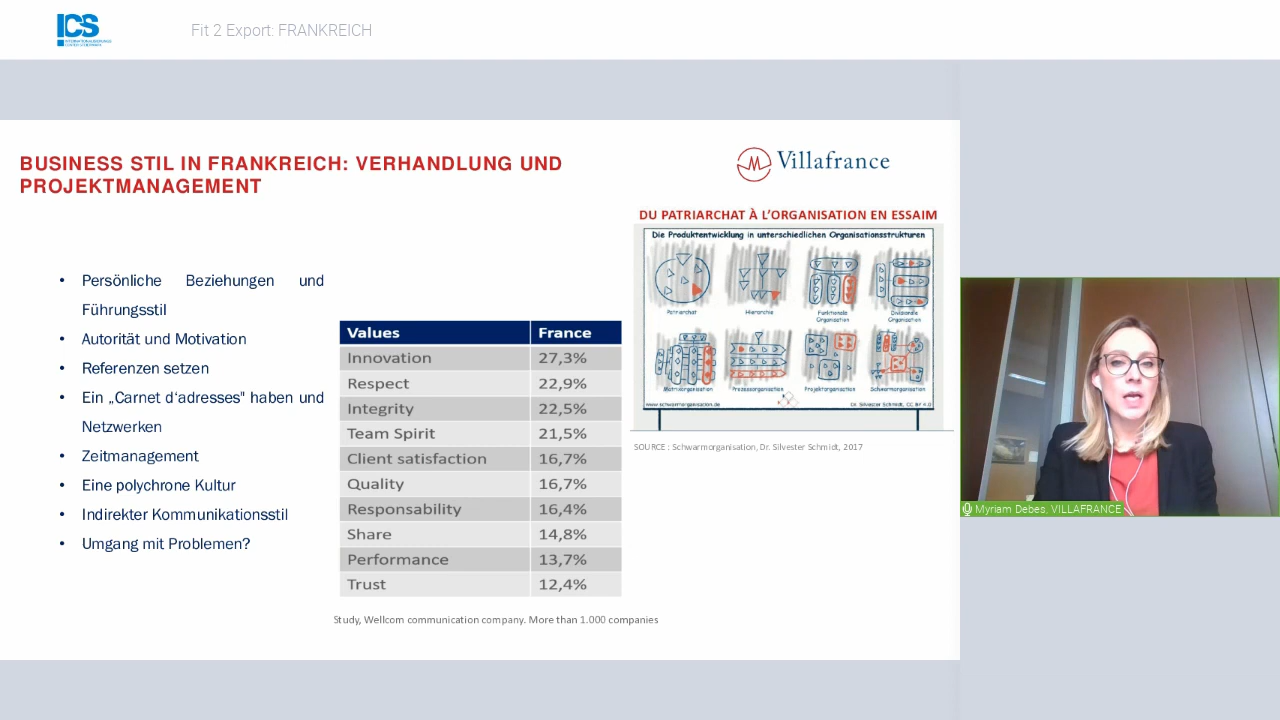 ICS
Fit 2 Export: FRANKREICH
BUSINESS STIL IN FRANKREICH: VERHANDLUNG UND
PROJEKTMANAGEMENT
Villafrance
• Persönliche Beziehungen und
Führungsstil
• Autorität und Motivation
• Referenzen setzen
• Ein „Carnet d'adresses" haben und
Netzwerken
• Zeitmanagement
• Eine polychrone Kultur
• Indirekter Kommunikationsstil
• Umgang mit Problemen?
Values France
Innovation 27,3%
Respect 22,9%
Integrity 22,5%
Team Spirit 21,5%
Client satisfaction 16,7%
Quality 16,7%
Responsability 16,4%
Share 14,8%
Performance 13,7%
Trust 12,4%
Study, Wellcom communication company. More than 1.000 companies
DU PATRIARCHAT À L'ORGANISATION EN ESSAIM
Die Produktentwicklung in unterschiedlichen Organisationsstrukturen
Patriarchat
Hierarchie
Funktionale
Organisation
Divisionale
Organisation
Matrixorganisation
Prozessorganisation
Projektorganisation
Schwarmorganisation
www.schwarmorganisation.de
Dr. Silvester Schmidt, CC BY 4.0
SOURCE : Schwarmorganisation, Dr. Silvester Schmidt, 2017
Myriam Debes, VILLAFRANCE